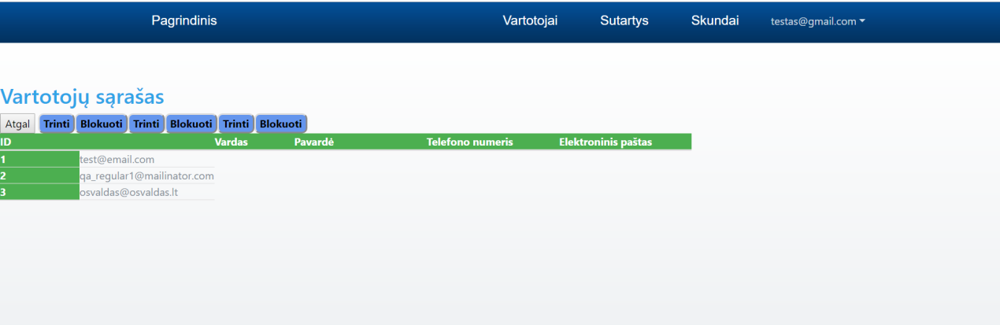 Pagrindinis Vartotojai Sutartys Skundai testas@gmail.com
Vartotojų sąrašas
Atgal Trinti Blokuoti Trinti Blokuoti Trinti Blokuoti
ID Vardas Pavardė Telefono numeris Elektroninis paštas
1 test@email.com
2 qa_regular1@mailinator.com
3 osvaldas@osvaldas.lt